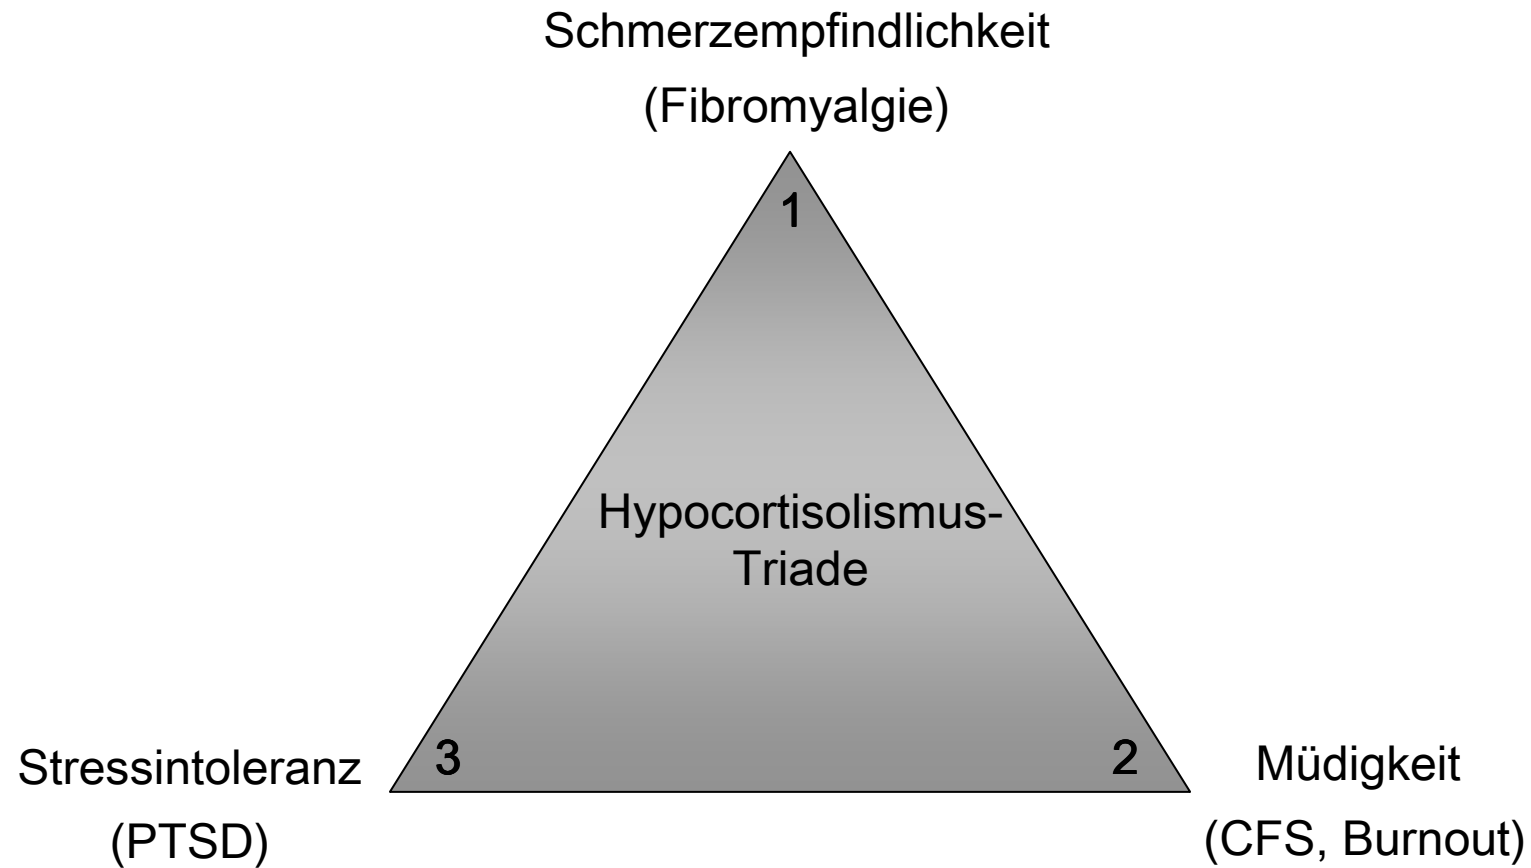 Schmerzempfindlichkeit
(Fibromyalgie)
1
Hypocortisolismus-
Triade
3
2
Stressintoleranz
(PTSD)
Müdigkeit
(CFS, Burnout)